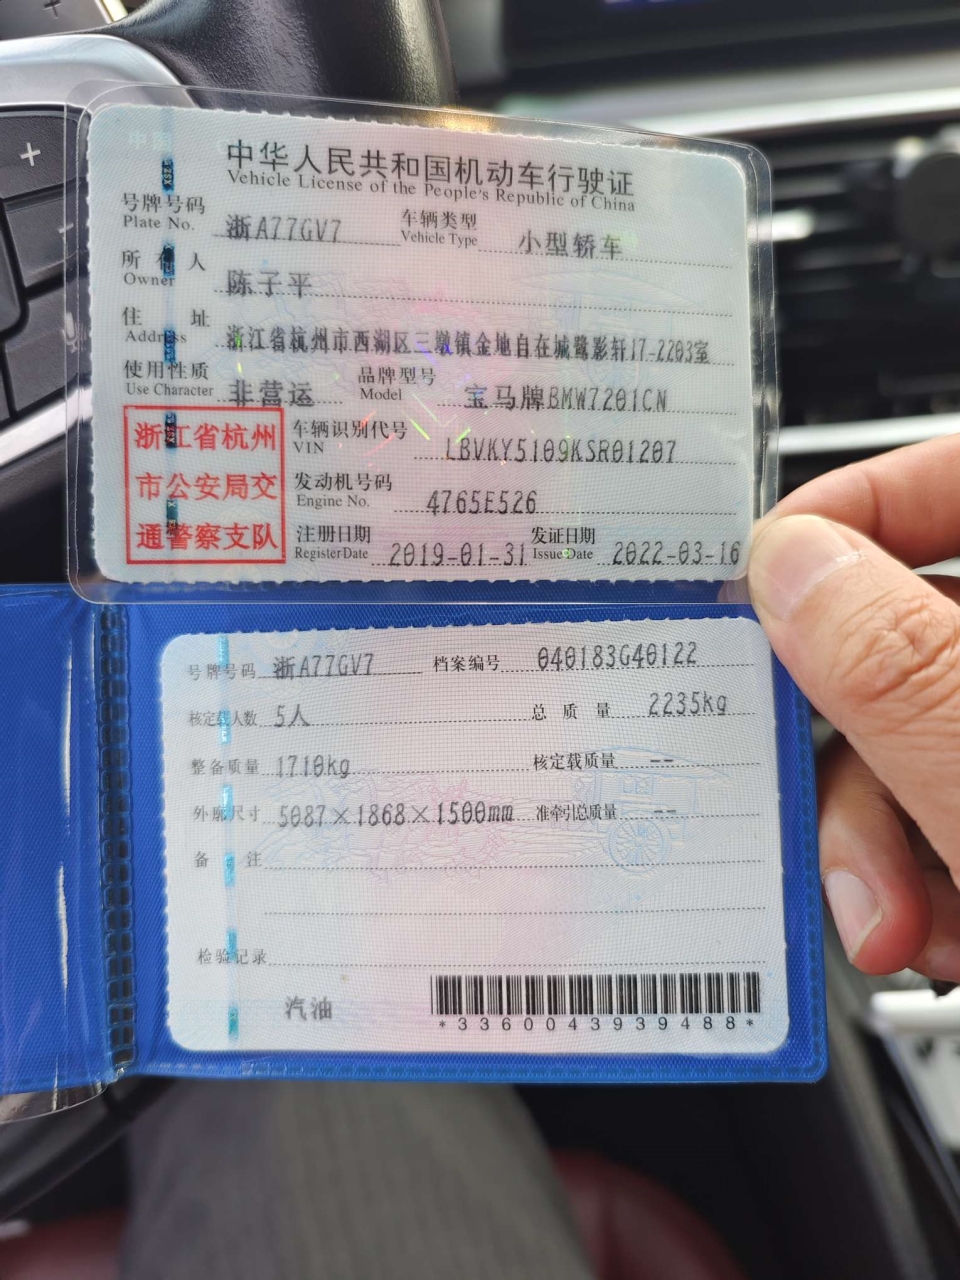 中华人民共和国机动车行驶证
Vehicle License of the People's Republic of China
号牌号码 浙A77GV7 车辆类型 小型轿车
Plate No. Vehicle Type
所有人 陈子平
Owner
住址 浙江省杭州市西湖区三墩镇金地自在城鹭影轩17-2203室
Address
使用性质 非营运 品牌型号 宝马牌BMW7201CN
Use Character Model
浙江省杭州
市公安局交
通警察支队
车辆识别代号 LBVKY5109KSR01207
VIN
发动机号码 4765E526
Engine No.
注册日期 2019-01-31 发证日期 2022-03-16
Register Date Issue Date
号牌号码 浙A77GV7 档案编号 040183G40122
核定载人数 5人 总质量 2235kg
整备质量 1710kg 核定载质量 --
外廓尺寸 5087×1868×1500mm 准牵引总质量 --
备注
检验记录
汽油
*3360043939488*